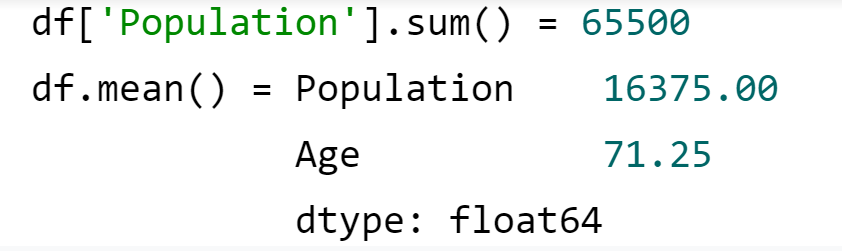 df['Population'].sum() = 65500
df.mean() = Population    16375.00
Age    71.25
dtype: float64